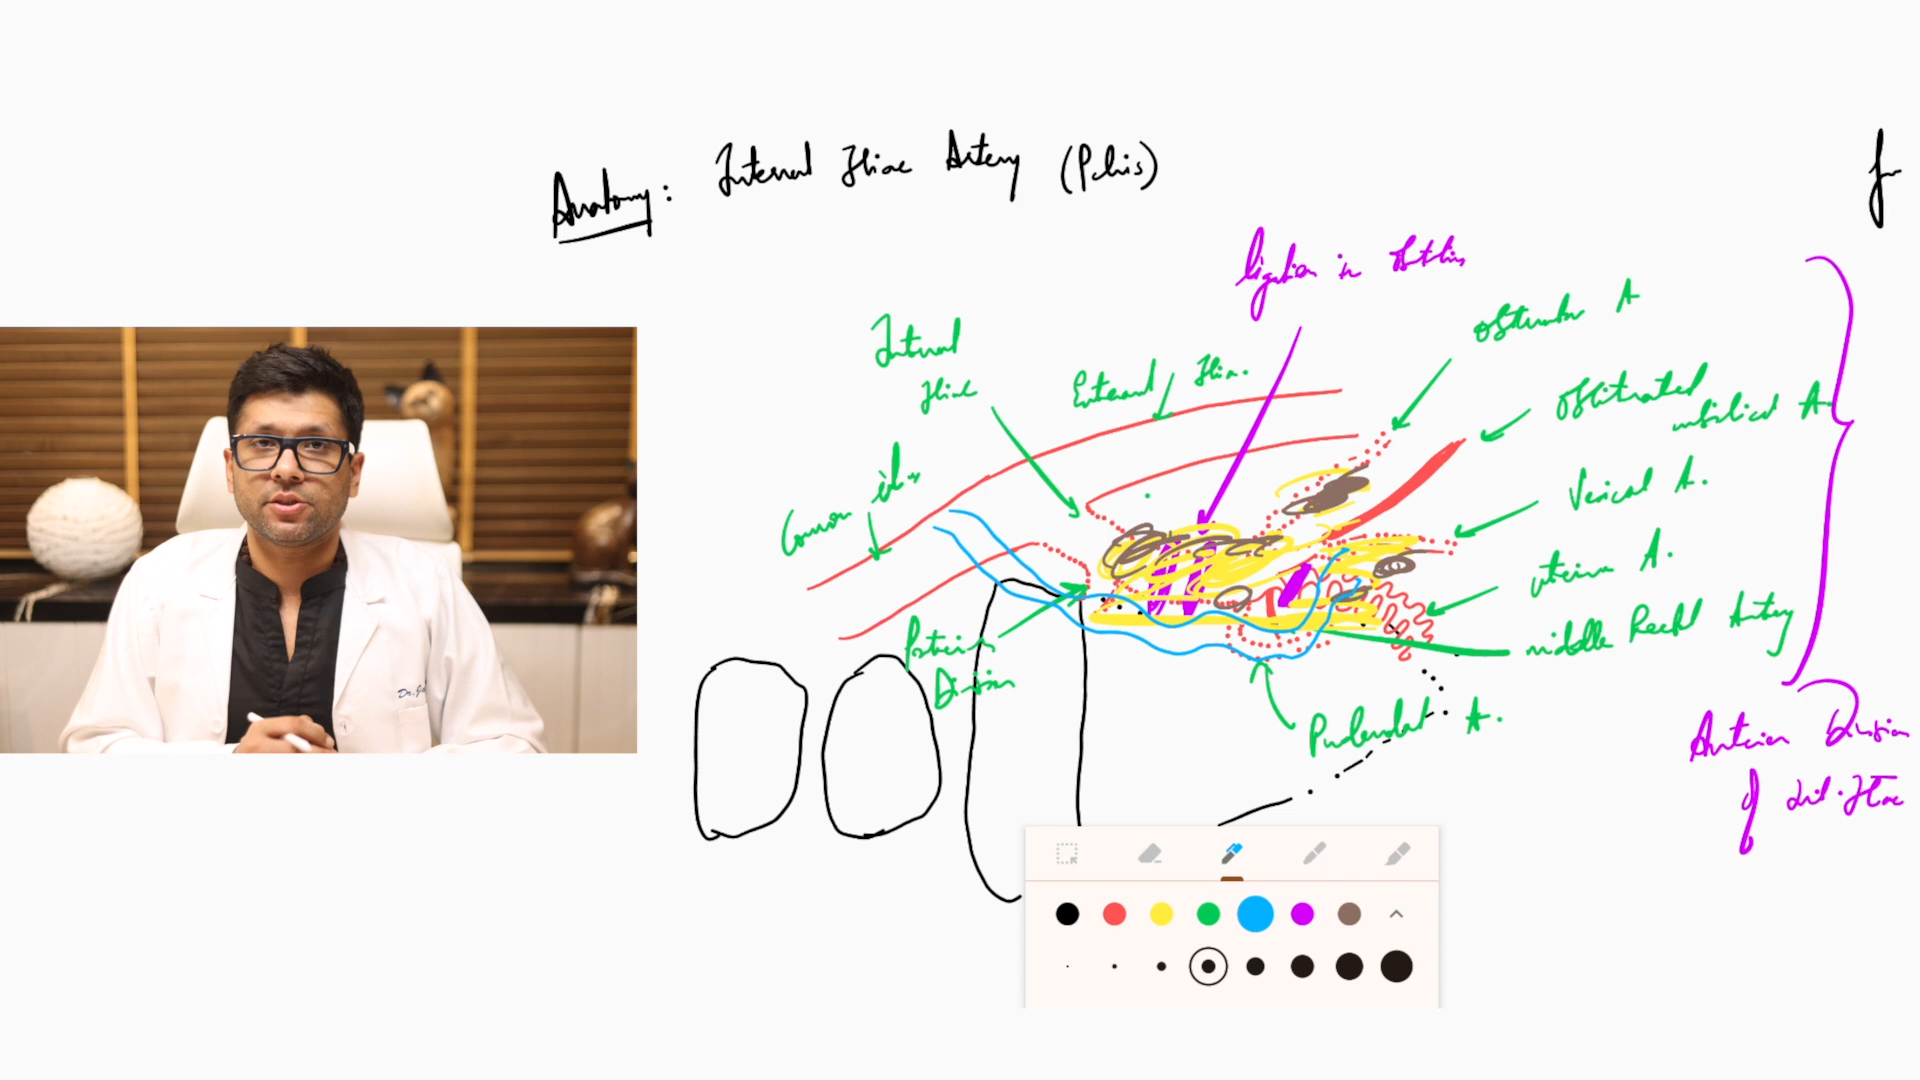 Anatomy: Internal Iliac Artery (Pelvis)
ligation in
Internal
Iliac
External Iliac
Common
Posterior
Division
obturator A
obliterated
umbilical A.
Vesical A.
uterine A.
middle Rectal Artery
Pudendal A.
Anterior Division
of Int. Iliac
Dr.